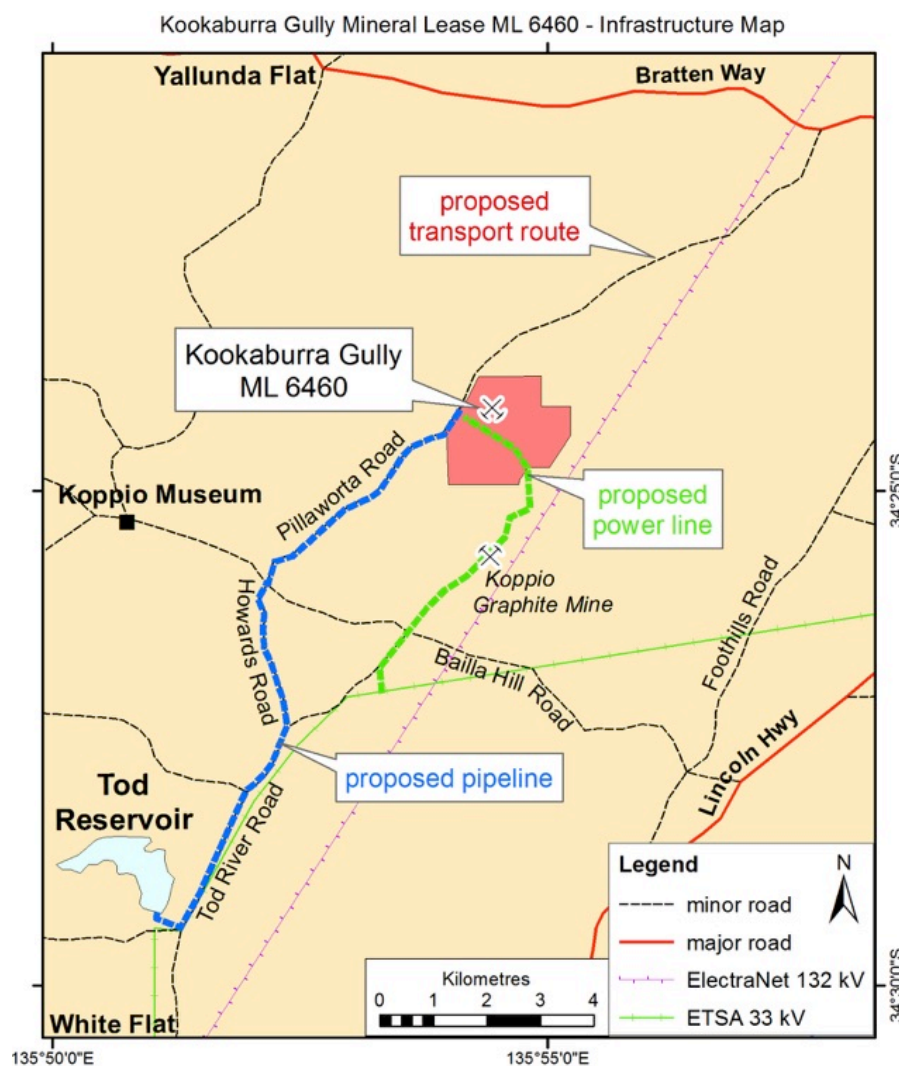 Kookaburra Gully Mineral Lease ML 6460 - Infrastructure Map
Yallunda Flat
Bratten Way
proposed
transport route
Kookaburra Gully
ML 6460
Pillaworta Road
Koppio Museum
proposed
power line
34°25'0"S
Koppio
Graphite Mine
Howards Road
Bailla Hill Road
Foothills Road
Lincoln Hwy
proposed pipeline
Tod
Reservoir
Tod River Road
White Flat
Legend
N
minor road
major road
ElectraNet 132 kV
ETSA 33 kV
Kilometres
0 1 2 3 4
34°30'0"S
135°50'0"E
135°55'0"E